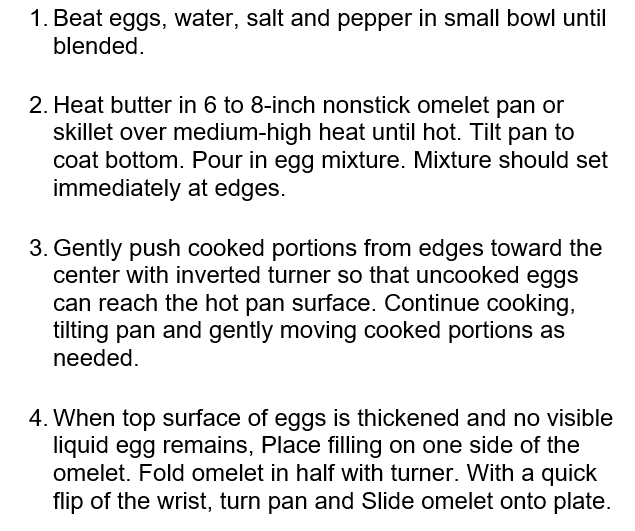 1. Beat eggs, water, salt and pepper in small bowl until
blended.
2. Heat butter in 6 to 8-inch nonstick omelet pan or
skillet over medium-high heat until hot. Tilt pan to
coat bottom. Pour in egg mixture. Mixture should set
immediately at edges.
3. Gently push cooked portions from edges toward the
center with inverted turner so that uncooked eggs
can reach the hot pan surface. Continue cooking,
tilting pan and gently moving cooked portions as
needed.
4. When top surface of eggs is thickened and no visible
liquid egg remains, Place filling on one side of the
omelet. Fold omelet in half with turner. With a quick
flip of the wrist, turn pan and Slide omelet onto plate.